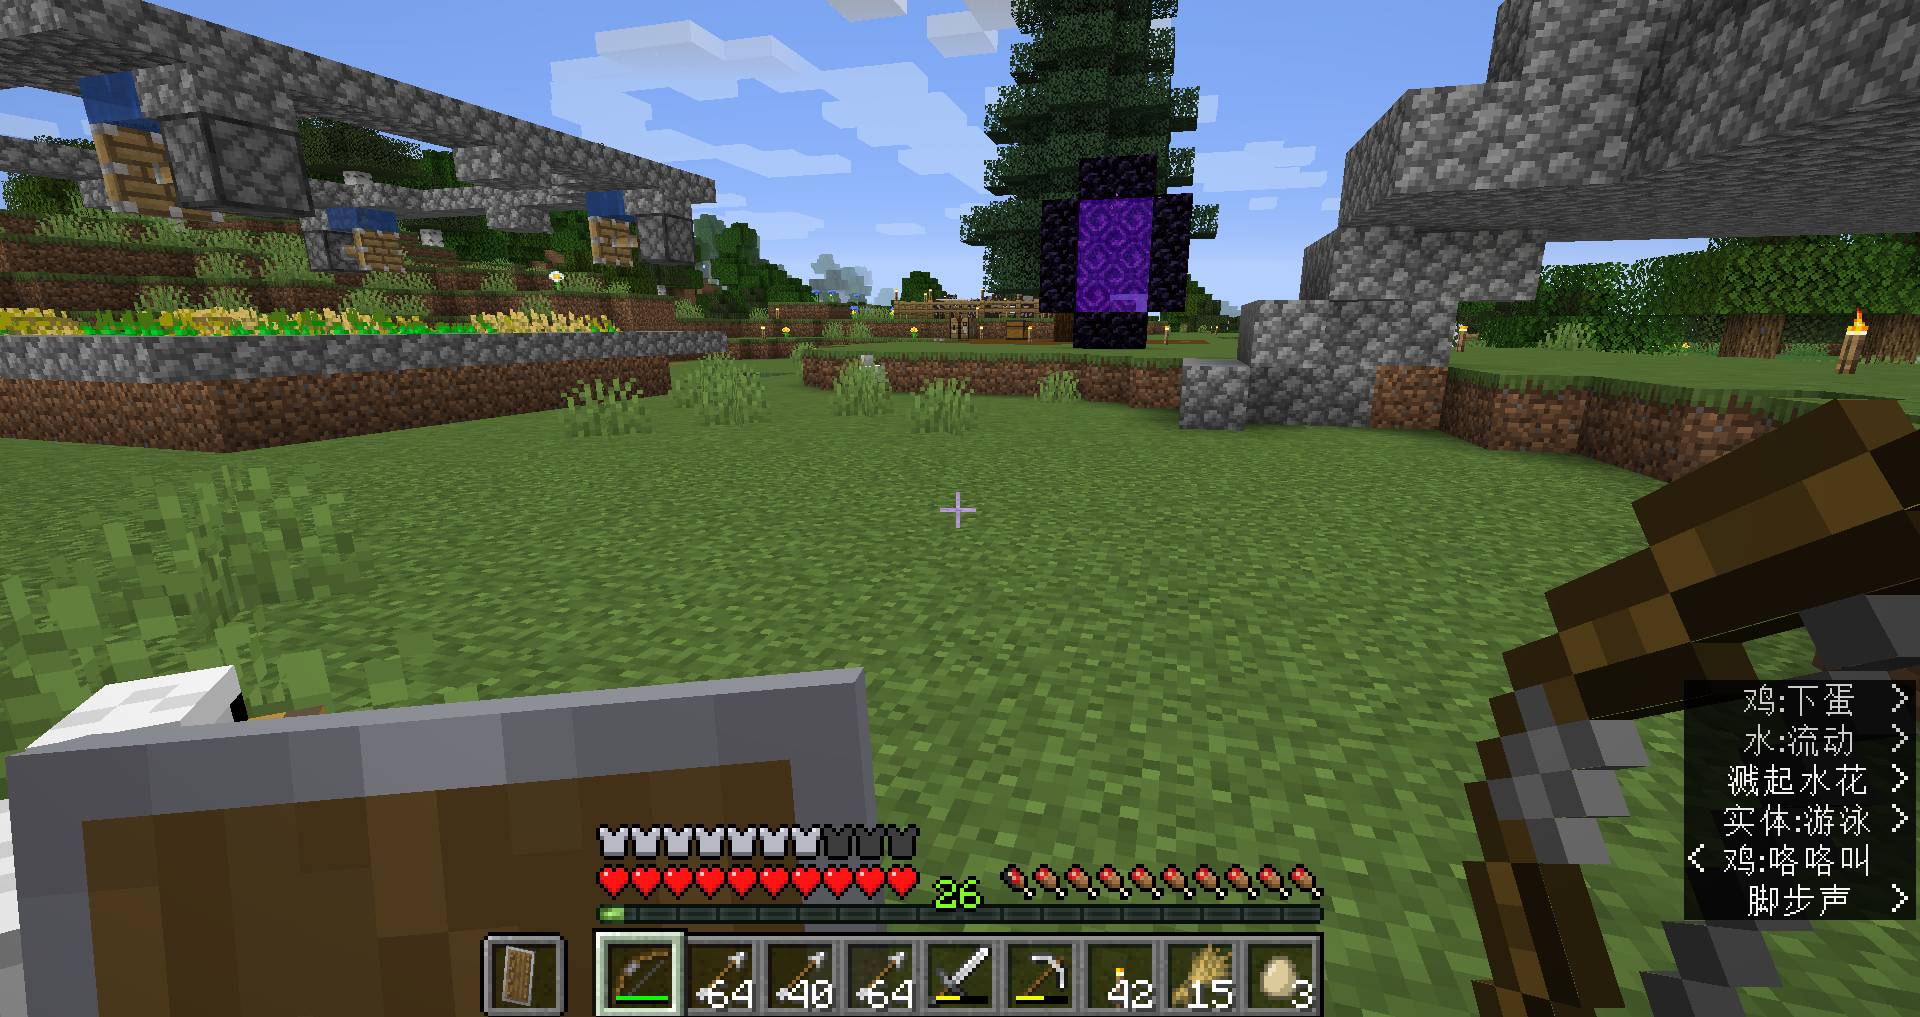 鸡:下蛋 >
水:流动 >
溅起水花 >
实体:游泳 >
< 鸡:咯咯叫
脚步声 >
26
64 40 64 42 15 3